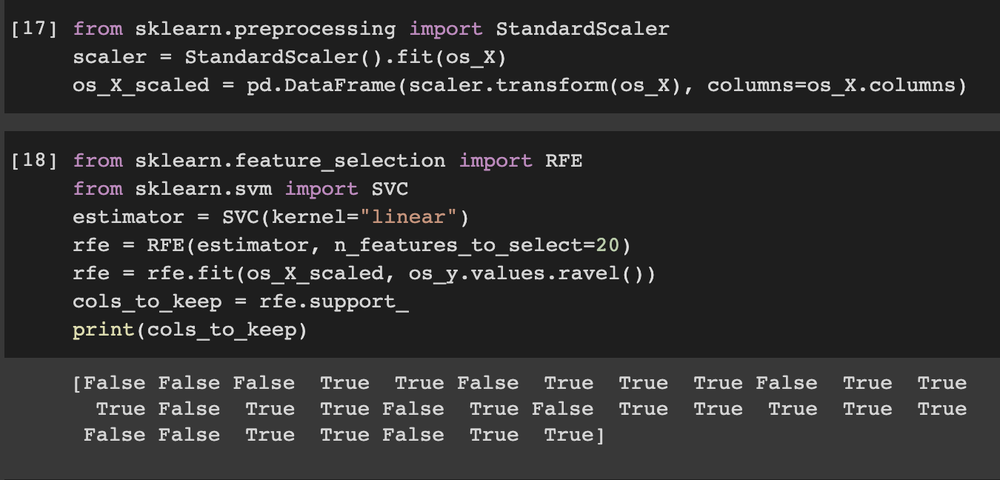 [17] from sklearn.preprocessing import StandardScaler
scaler = StandardScaler().fit(os_X)
os_X_scaled = pd.DataFrame(scaler.transform(os_X), columns=os_X.columns)
[18] from sklearn.feature_selection import RFE
from sklearn.svm import SVC
estimator = SVC(kernel="linear")
rfe = RFE(estimator, n_features_to_select=20)
rfe = rfe.fit(os_X_scaled, os_y.values.ravel())
cols_to_keep = rfe.support_
print(cols_to_keep)
[False False False  True  True False  True  True  True False  True  True
  True False  True  True False  True False  True  True  True  True  True
 False False  True  True False  True  True]